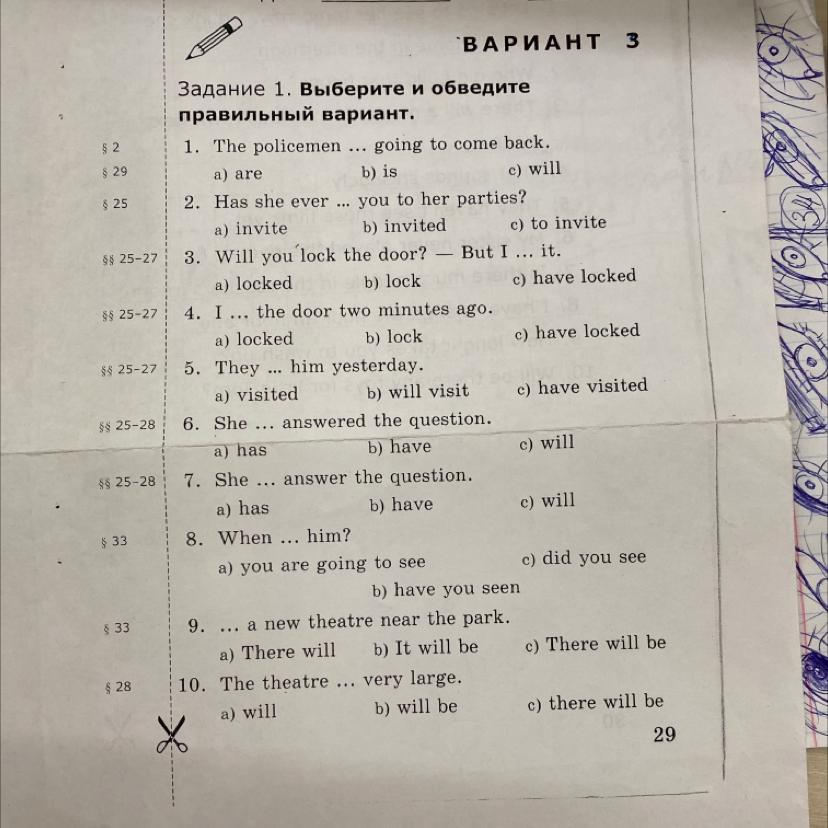 ВАРИАНТ 3
Задание 1. Выберите и обведите
правильный вариант.
§ 2 1. The policemen ... going to come back.
§ 29 a) are b) is c) will
§ 25 2. Has she ever ... you to her parties?
a) invite b) invited c) to invite
§§ 25–27 3. Will you lock the door? — But I ... it.
a) locked b) lock c) have locked
§§ 25–27 4. I ... the door two minutes ago.
a) locked b) lock c) have locked
§§ 25–27 5. They ... him yesterday.
a) visited b) will visit c) have visited
§§ 25–28 6. She ... answered the question.
a) has b) have c) will
§§ 25–28 7. She ... answer the question.
a) has b) have c) will
§ 33 8. When ... him?
a) you are going to see c) did you see
b) have you seen
§ 33 9. ... a new theatre near the park.
a) There will b) It will be c) There will be
§ 28 10. The theatre ... very large.
a) will b) will be c) there will be
29
34